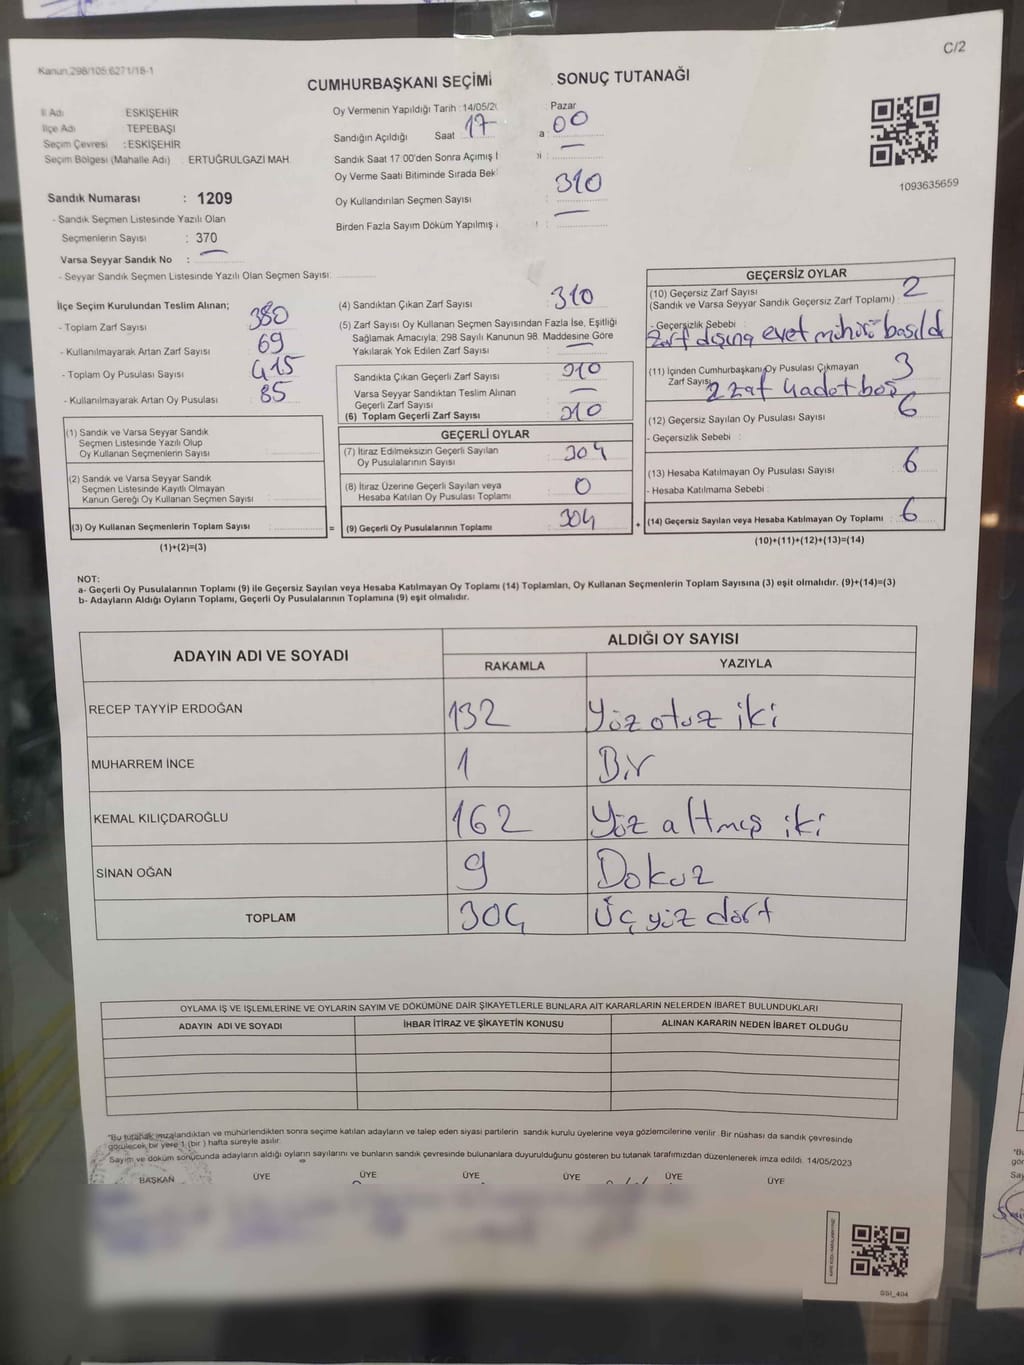 C/2
Kanun.298/105;6271/18-1
CUMHURBAŞKANI SEÇİMİ SONUÇ TUTANAĞI
İl Adı ESKİŞEHİR
İlçe Adı TEPEBAŞI
Seçim Çevresi : ESKİŞEHİR
Seçim Bölgesi (Mahalle Adı) : ERTUĞRULGAZİ MAH.
Oy Vermenin Yapıldığı Tarih : 14/05/2 Pazar
Sandığın Açıldığı Saat 17 a : 00
Sandık Saat 17:00'den Sonra Açılmış
Oy Verme Saati Bitiminde Sırada Bek
Oy Kullandırılan Seçmen Sayısı : 310
Birden Fazla Sayım Döküm Yapılmış
1093635659
Sandık Numarası : 1209
- Sandık Seçmen Listesinde Yazılı Olan
Seçmenlerin Sayısı : 370
Varsa Seyyar Sandık No : —
- Seyyar Sandık Seçmen Listesinde Yazılı Olan Seçmen Sayısı:
İlçe Seçim Kurulundan Teslim Alınan;
- Toplam Zarf Sayısı 380
- Kullanılmayarak Artan Zarf Sayısı 69
- Toplam Oy Pusulası Sayısı 415
- Kullanılmayarak Artan Oy Pusulası 85
(1) Sandık ve Varsa Seyyar Sandık
Seçmen Listesinde Yazılı Olup
Oy Kullanan Seçmenlerin Sayısı :
(2) Sandık ve Varsa Seyyar Sandık
Seçmen Listesinde Kayıtlı Olmayan
Kanun Gereği Oy Kullanan Seçmen Sayısı :
(3) Oy Kullanan Seçmenlerin Toplam Sayısı : =
(1)+(2)=(3)
(4) Sandıktan Çıkan Zarf Sayısı 310
(5) Zarf Sayısı Oy Kullanan Seçmen Sayısından Fazla İse, Eşitliği
Sağlamak Amacıyla; 298 Sayılı Kanunun 98. Maddesine Göre
Yakılarak Yok Edilen Zarf Sayısı —
Sandıkta Çıkan Geçerli Zarf Sayısı 310
Varsa Seyyar Sandıktan Teslim Alınan
Geçerli Zarf Sayısı —
(6) Toplam Geçerli Zarf Sayısı 310
GEÇERLİ OYLAR
(7) İtiraz Edilmeksizin Geçerli Sayılan
Oy Pusulalarının Sayısı 304
(8) İtiraz Üzerine Geçerli Sayılan veya
Hesaba Katılan Oy Pusulası Toplamı 0
(9) Geçerli Oy Pusulalarının Toplamı 304 +
GEÇERSİZ OYLAR
(10) Geçersiz Zarf Sayısı 2
(Sandık ve Varsa Seyyar Sandık Geçersiz Zarf Toplamı) :
- Geçersizlik Sebebi
Zarf dışına evet mühürü basıldı
(11) İçinden Cumhurbaşkanı Oy Pusulası Çıkmayan
Zarf Sayısı 3
2 zarf 4 adet boş
(12) Geçersiz Sayılan Oy Pusulası Sayısı 6
- Geçersizlik Sebebi :
(13) Hesaba Katılmayan Oy Pusulası Sayısı 6
- Hesaba Katılmama Sebebi :
(14) Geçersiz Sayılan veya Hesaba Katılmayan Oy Toplamı : 6
(10)+(11)+(12)+(13)=(14)
NOT:
a- Geçerli Oy Pusulalarının Toplamı (9) ile Geçersiz Sayılan veya Hesaba Katılmayan Oy Toplamı (14) Toplamları, Oy Kullanan Seçmenlerin Toplam Sayısına (3) eşit olmalıdır. (9)+(14)=(3)
b- Adayların Aldığı Oyların Toplamı, Geçerli Oy Pusulalarının Toplamına (9) eşit olmalıdır.
ADAYIN ADI VE SOYADI ALDIĞI OY SAYISI
RAKAMLA YAZIYLA
RECEP TAYYİP ERDOĞAN 132 Yüz otuz iki
MUHARREM İNCE 1 Bir
KEMAL KILIÇDAROĞLU 162 Yüz altmış iki
SİNAN OĞAN 9 Dokuz
TOPLAM 304 Üç yüz dört
OYLAMA İŞ VE İŞLEMLERİNE VE OYLARIN SAYIM VE DÖKÜMÜNE DAİR ŞİKAYETLERLE BUNLARA AİT KARARLARIN NELERDEN İBARET BULUNDUKLARI
ADAYIN ADI VE SOYADI İHBAR İTİRAZ VE ŞİKAYETİN KONUSU ALINAN KARARIN NEDEN İBARET OLDUĞU
"Bu tutanak imzalandıktan ve mühürlendikten sonra seçime katılan adayların ve talep eden siyasi partilerin sandık kurulu üyelerine veya gözlemcilerine verilir. Bir nüshası da sandık çevresinde
görülecek bir yere 1 (bir) hafta süreyle asılır.
Sayım ve döküm sonucunda adayların aldığı oyların sayılarını ve bunların sandık çevresinde bulunanlara duyurulduğunu gösteren bu tutanak tarafımızdan düzenlenerek imza edildi. 14/05/2023
BAŞKAN ÜYE ÜYE ÜYE ÜYE ÜYE ÜYE
SSI_404